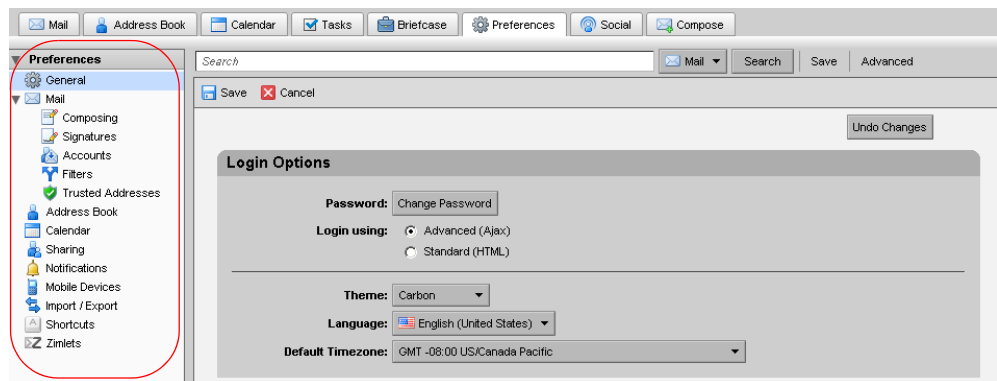 Mail Address Book Calendar Tasks Briefcase Preferences Social Compose
Preferences
General
Mail
Composing
Signatures
Accounts
Filters
Trusted Addresses
Address Book
Calendar
Sharing
Notifications
Mobile Devices
Import / Export
Shortcuts
Zimlets
Search Mail Search Save Advanced
Save Cancel
Undo Changes
Login Options
Password: Change Password
Login using: Advanced (Ajax)
Standard (HTML)
Theme: Carbon
Language: English (United States)
Default Timezone: GMT -08:00 US/Canada Pacific